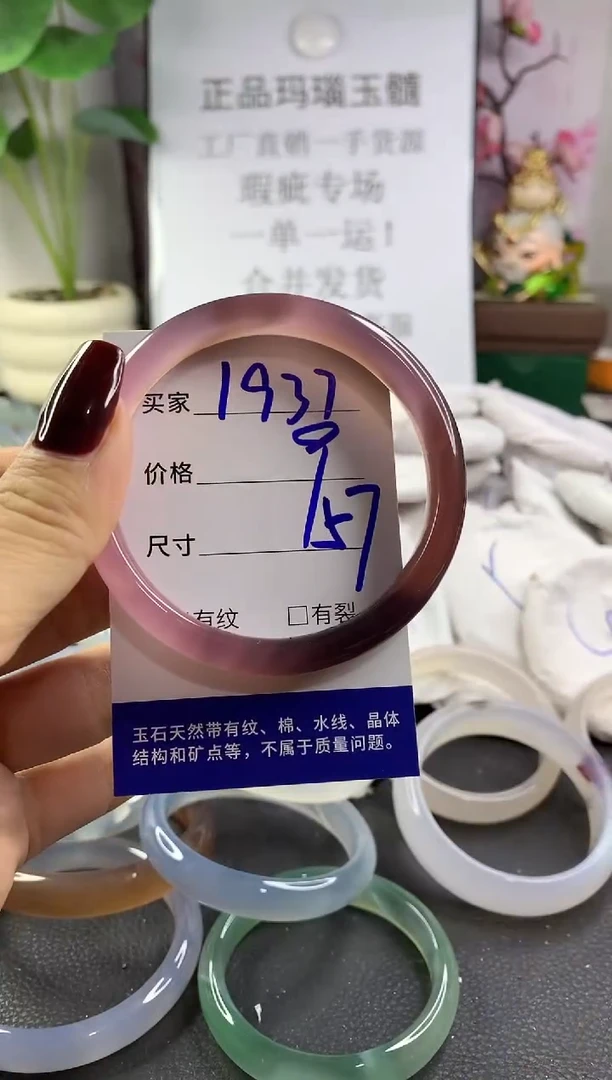 正品玛瑙玉髓
工厂直销一手货源
瑕疵专场
一单一运！
合并发货
买家 1937
价格 9
尺寸 57
有纹 □有裂
玉石天然带有纹、棉、水线、晶体
结构和矿点等，不属于质量问题。